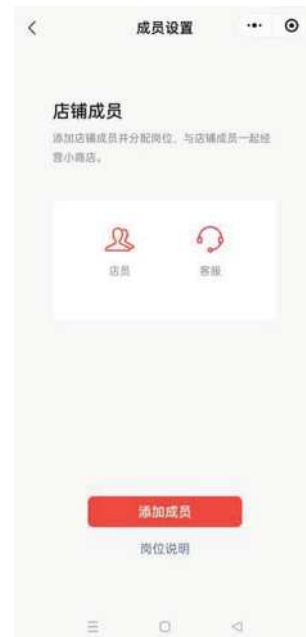 成员设置
店铺成员
添加店铺成员并分配岗位，与店铺成员一起经
营小商店。
店员 客服
添加成员
岗位说明